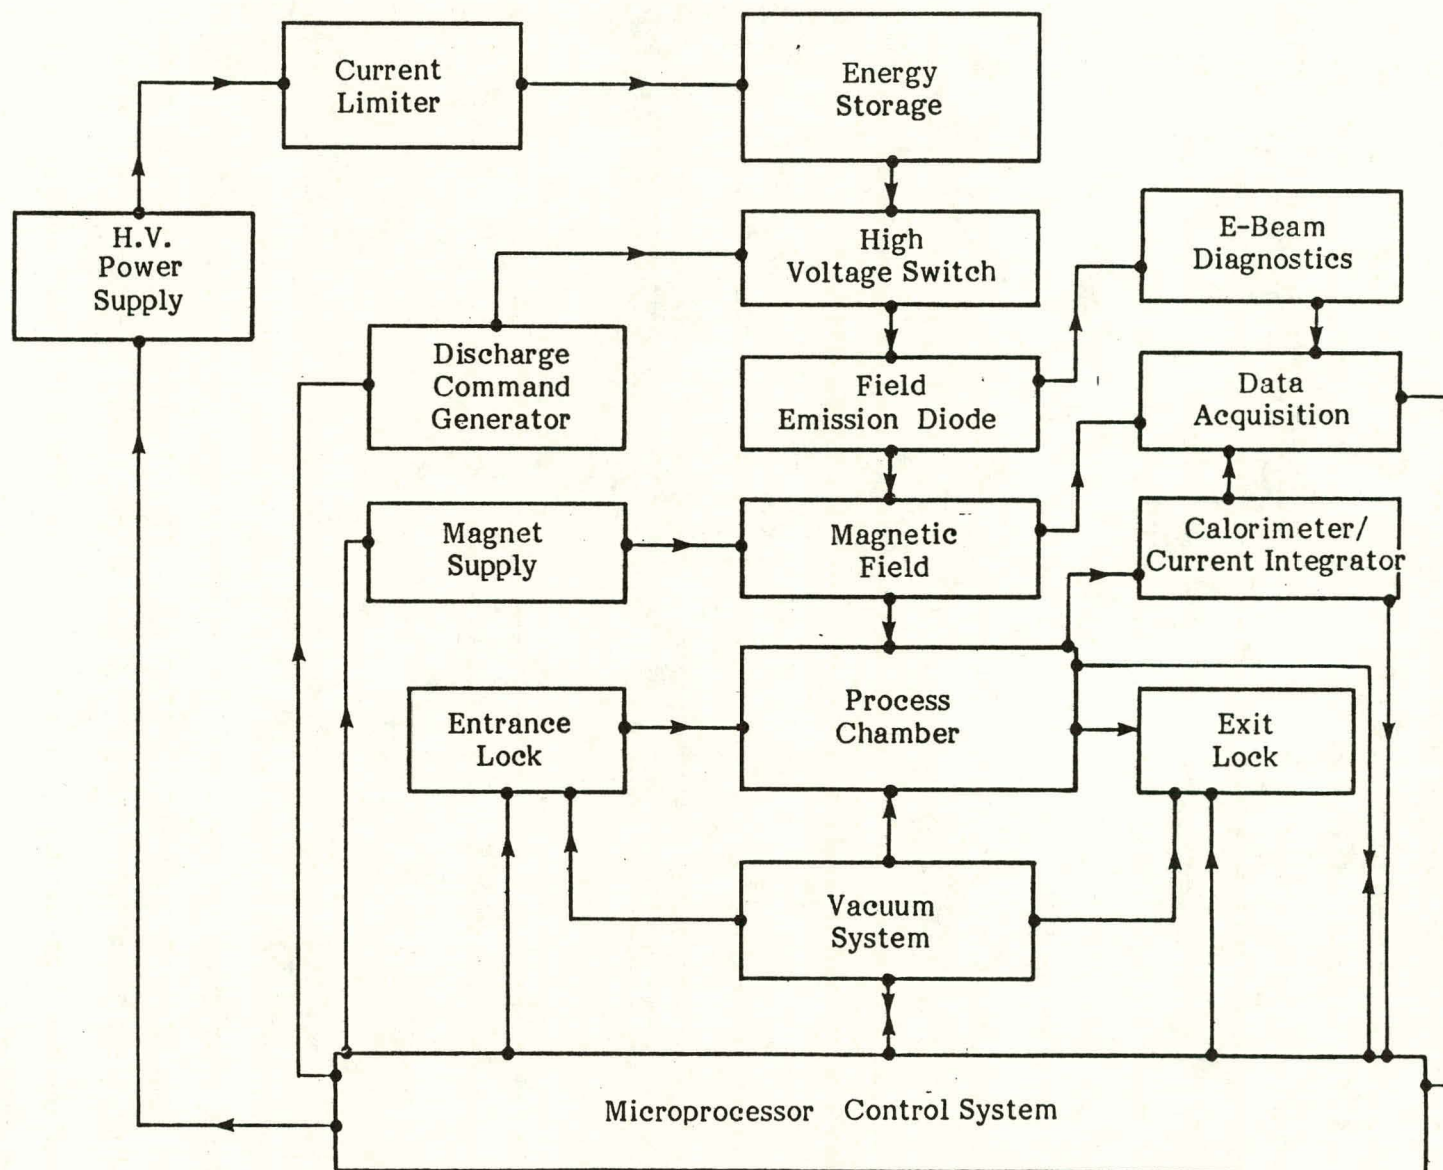 Current
Limiter
Energy
Storage
H.V.
Power
Supply
High
Voltage Switch
E-Beam
Diagnostics
Discharge
Command
Generator
Field
Emission Diode
Data
Acquisition
Magnet
Supply
Magnetic
Field
Calorimeter/
Current Integrator
Entrance
Lock
Process
Chamber
Exit
Lock
Vacuum
System
Microprocessor Control System